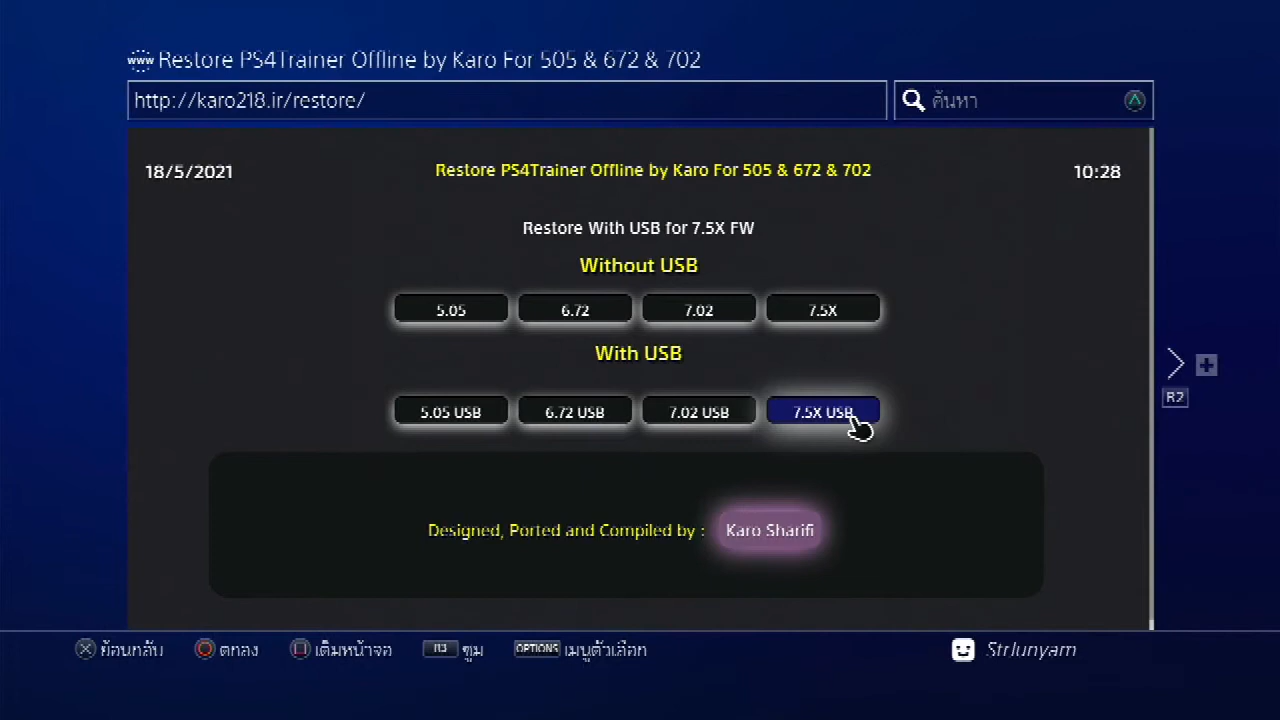 www Restore PS4Trainer Offline by Karo For 505 & 672 & 702
http://karo218.ir/restore/
ค้นหา
18/5/2021
Restore PS4Trainer Offline by Karo For 505 & 672 & 702
10:28
Restore With USB for 7.5X FW
Without USB
5.05 6.72 7.02 7.5X
With USB
5.05 USB 6.72 USB 7.02 USB 7.5X USB
R2
Designed, Ported and Compiled by : Karo Sharifi
ย้อนกลับ ตกลง เต็มหน้าจอ R3 ซูม OPTIONS เมนูตัวเลือก
StrJunyam